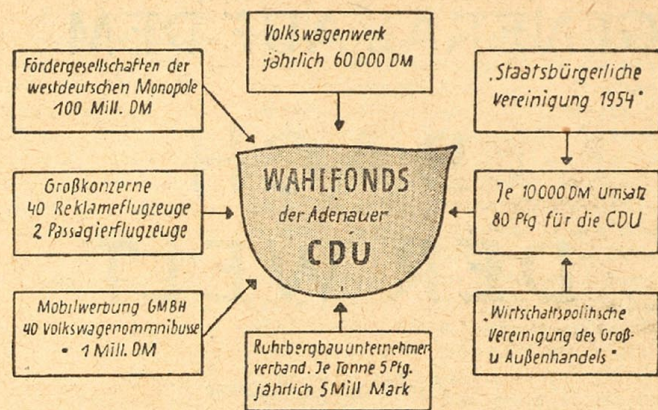 Volkswagenwerk
jährlich 60 000 DM
Fördergesellschaften der
westdeutschen Monopole
100 Mill. DM
„Staatsbürgerliche
Vereinigung 1954“
Großkonzerne
40 Reklameflugzeuge
2 Passagierflugzeuge
WAHLFONDS
der Adenauer
CDU
Je 10 000 DM Umsatz
80 Pfg für die CDU
Mobilwerbung GMBH
40 Volkswagenommnibusse
• 1 Mill. DM
Ruhrbergbauunternehmer-
verband. Je Tonne 5 Pfg.
jährlich 5 Mill Mark
„Wirtschaftspolitische
Vereinigung des Groß-
u Außenhandels“